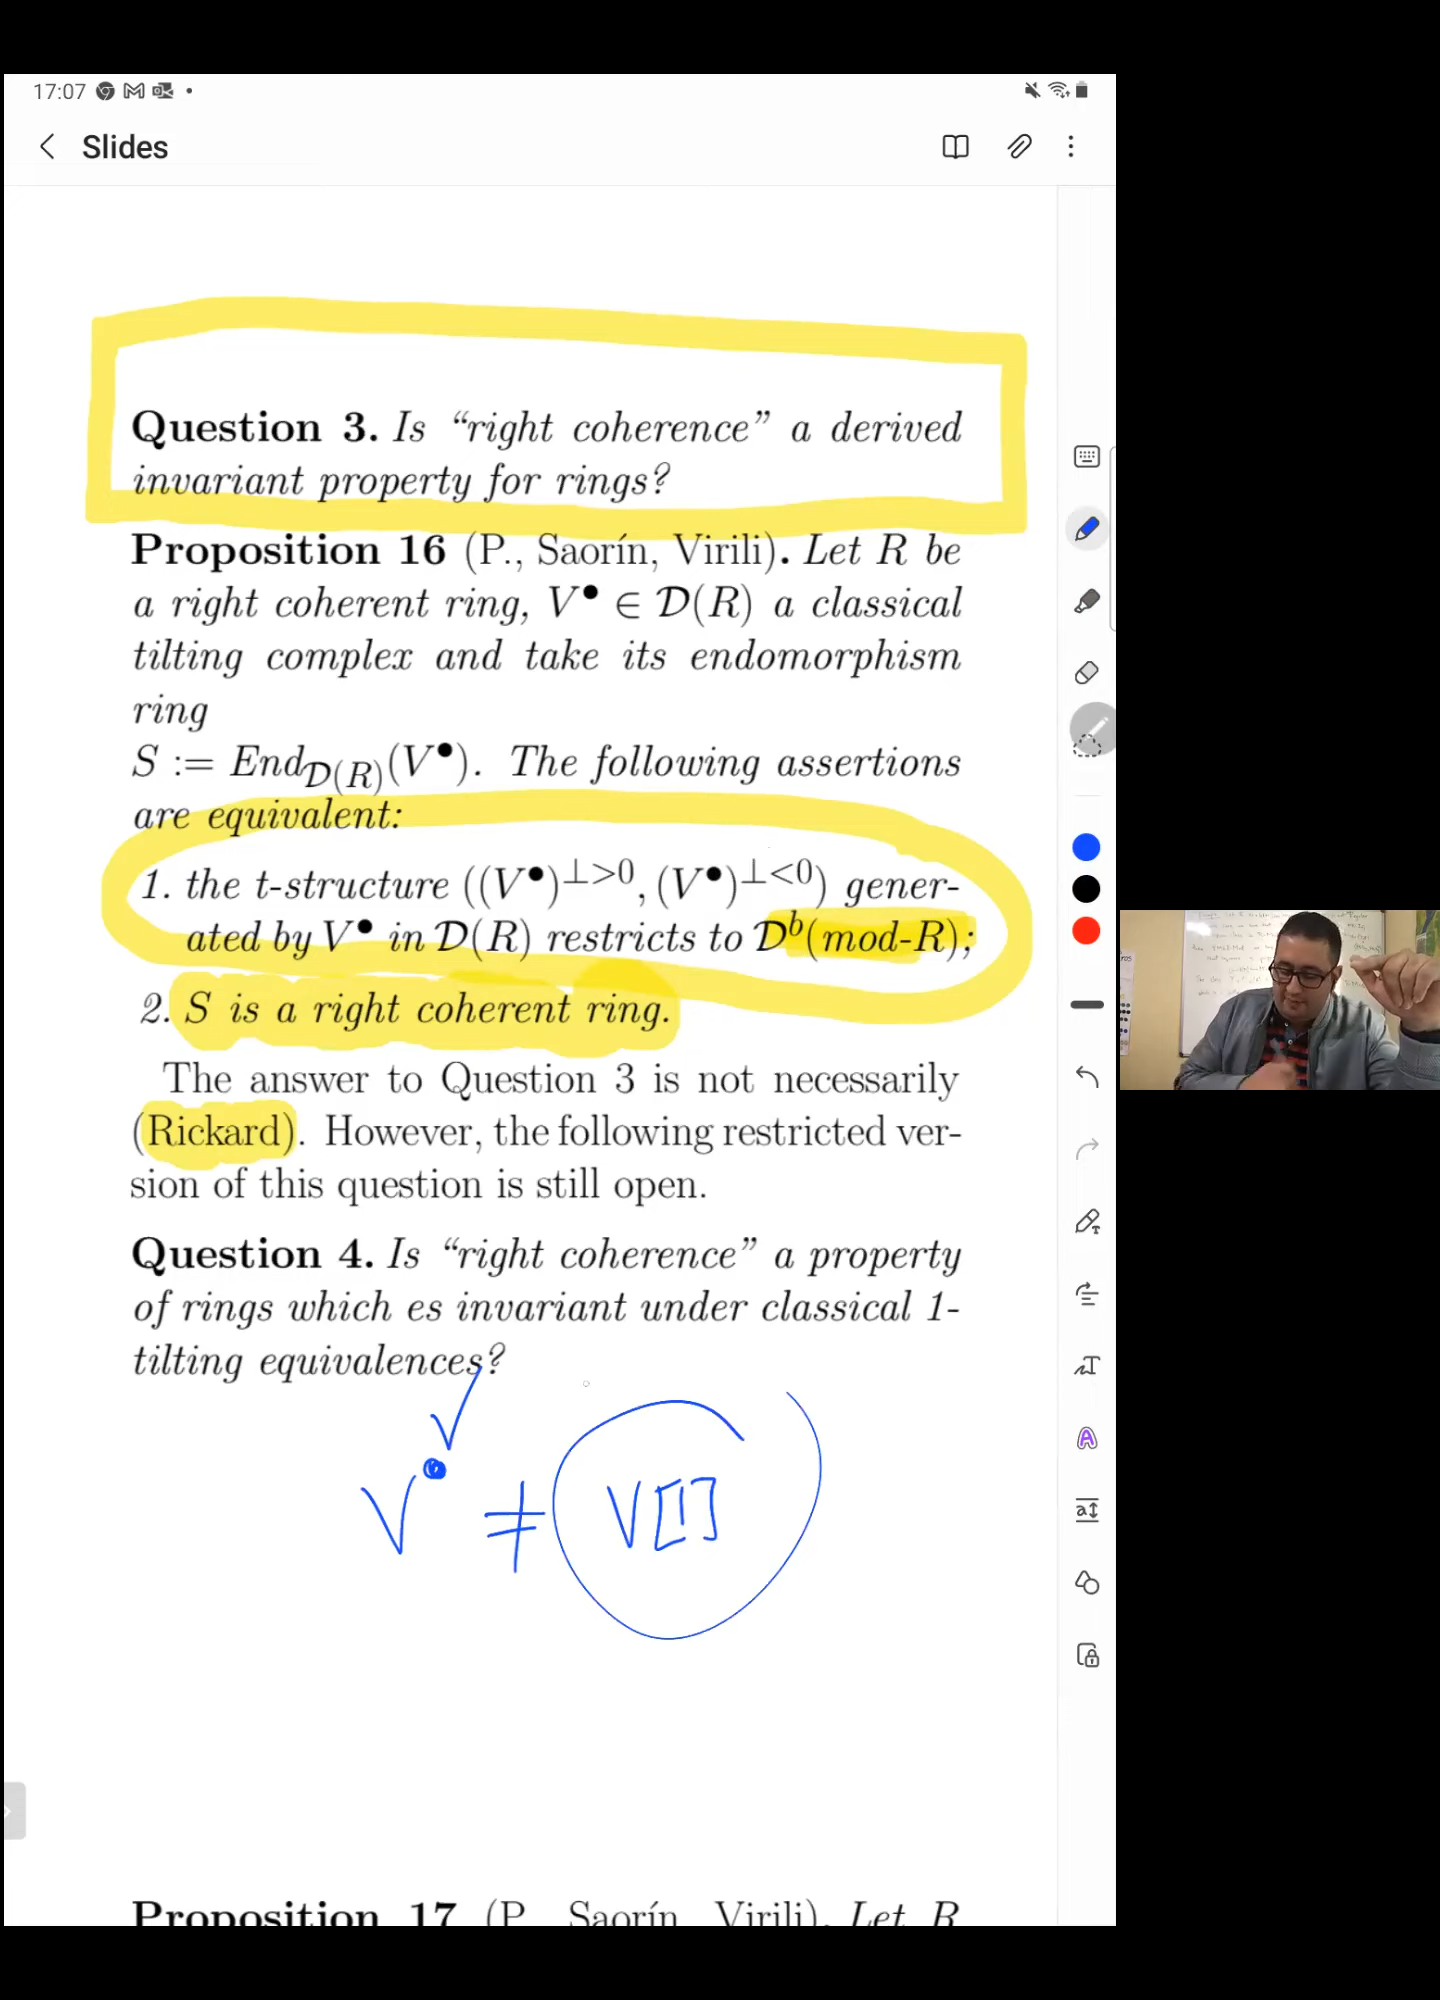 17:07
Slides
Question 3. Is “right coherence” a derived
invariant property for rings?
Proposition 16 (P., Saorín, Virili). Let R be
a right coherent ring, V• ∈ D(R) a classical
tilting complex and take its endomorphism
ring
S := End_D(R)(V•). The following assertions
are equivalent:
1. the t-structure ((V•)^⊥>0, (V•)^⊥<0) gener-
ated by V• in D(R) restricts to D^b(mod-R);
2. S is a right coherent ring.
The answer to Question 3 is not necessarily
(Rickard). However, the following restricted ver-
sion of this question is still open.
Question 4. Is “right coherence” a property
of rings which es invariant under classical 1-
tilting equivalences?
V• ≠ V[1]
Proposition 17 (P., Saorín, Virili). Let R